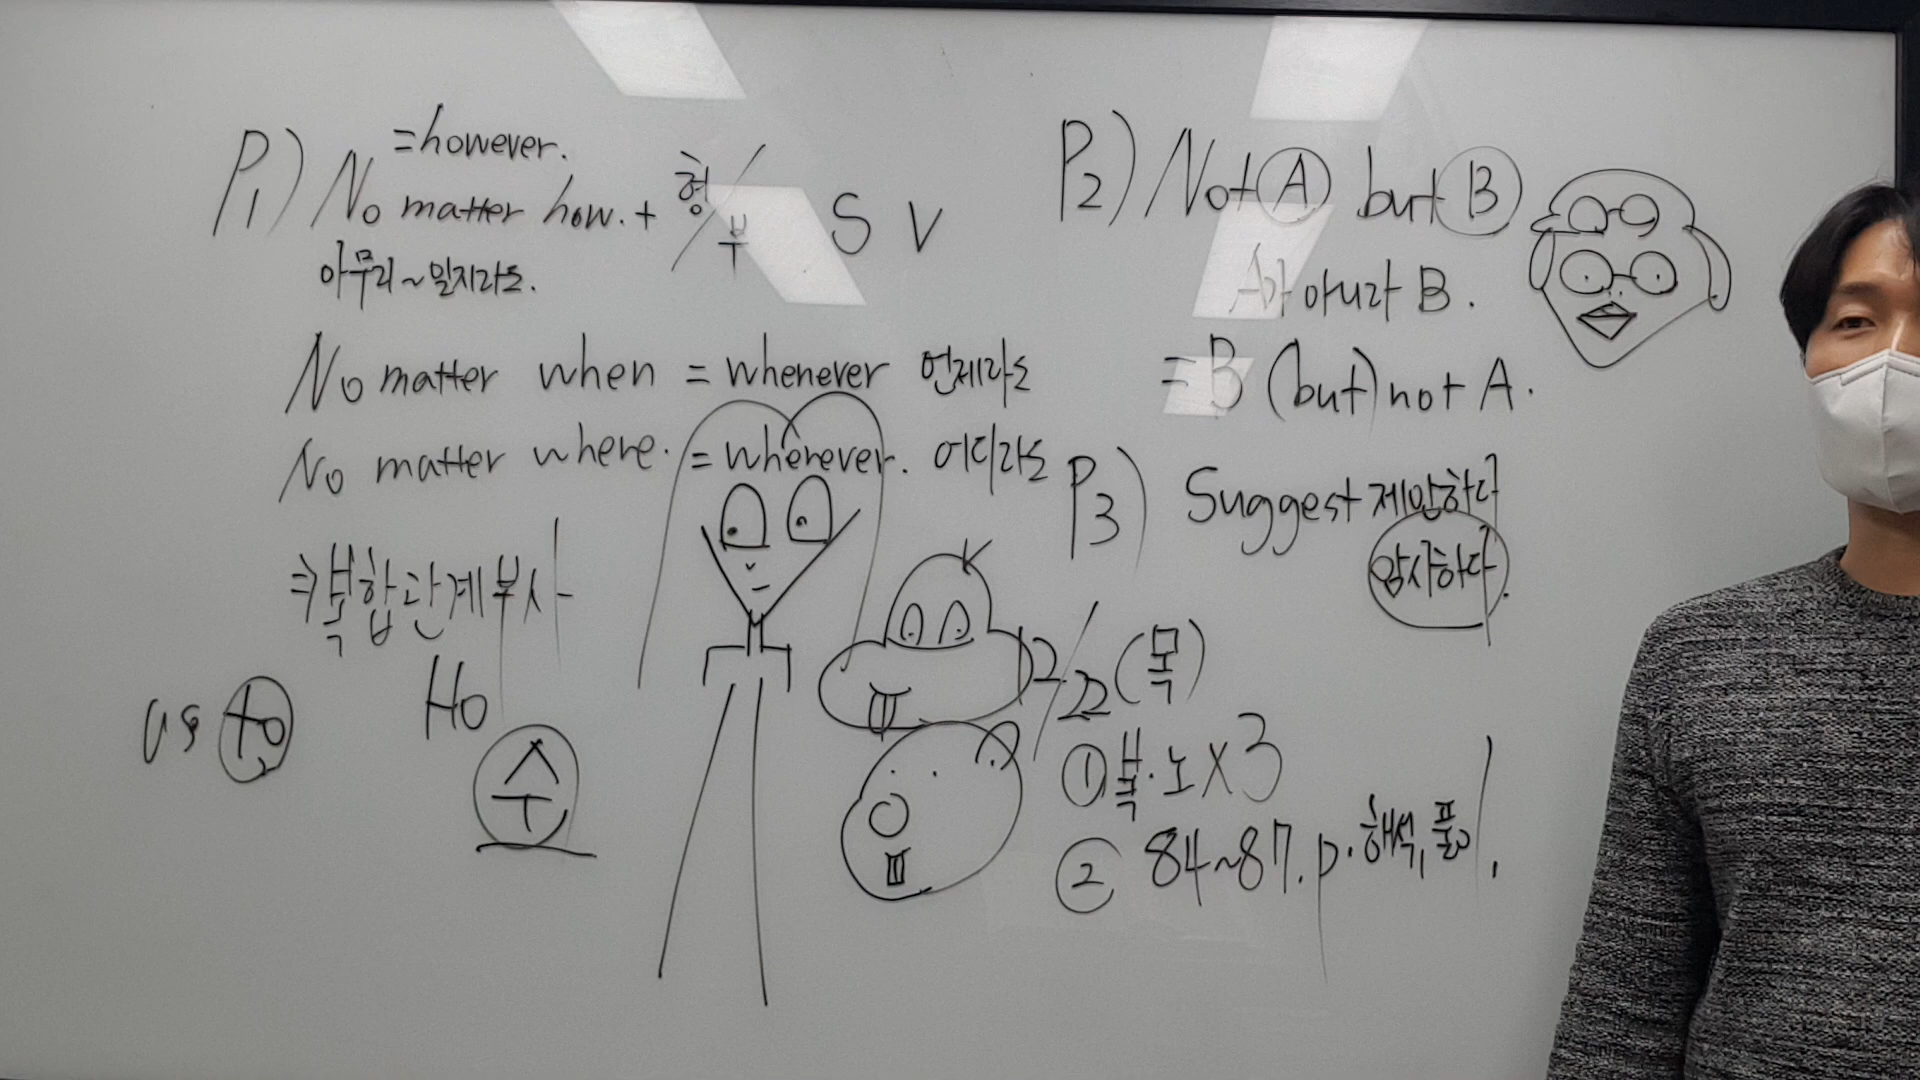 P1) = however.
No matter how. + 형/부 S V
아무리~일지라도.
No matter when = whenever 언제라도
No matter where. = wherever. 어디라도
⇒복합관계부사
us to
Ho
수
P2) Not A but B
A가 아니라 B.
= B (but) not A.
P3) Suggest 제안하다
암시하다.
12/22 (목)
① 복·노 x3
② 84~87.p. 해석, 풀이.